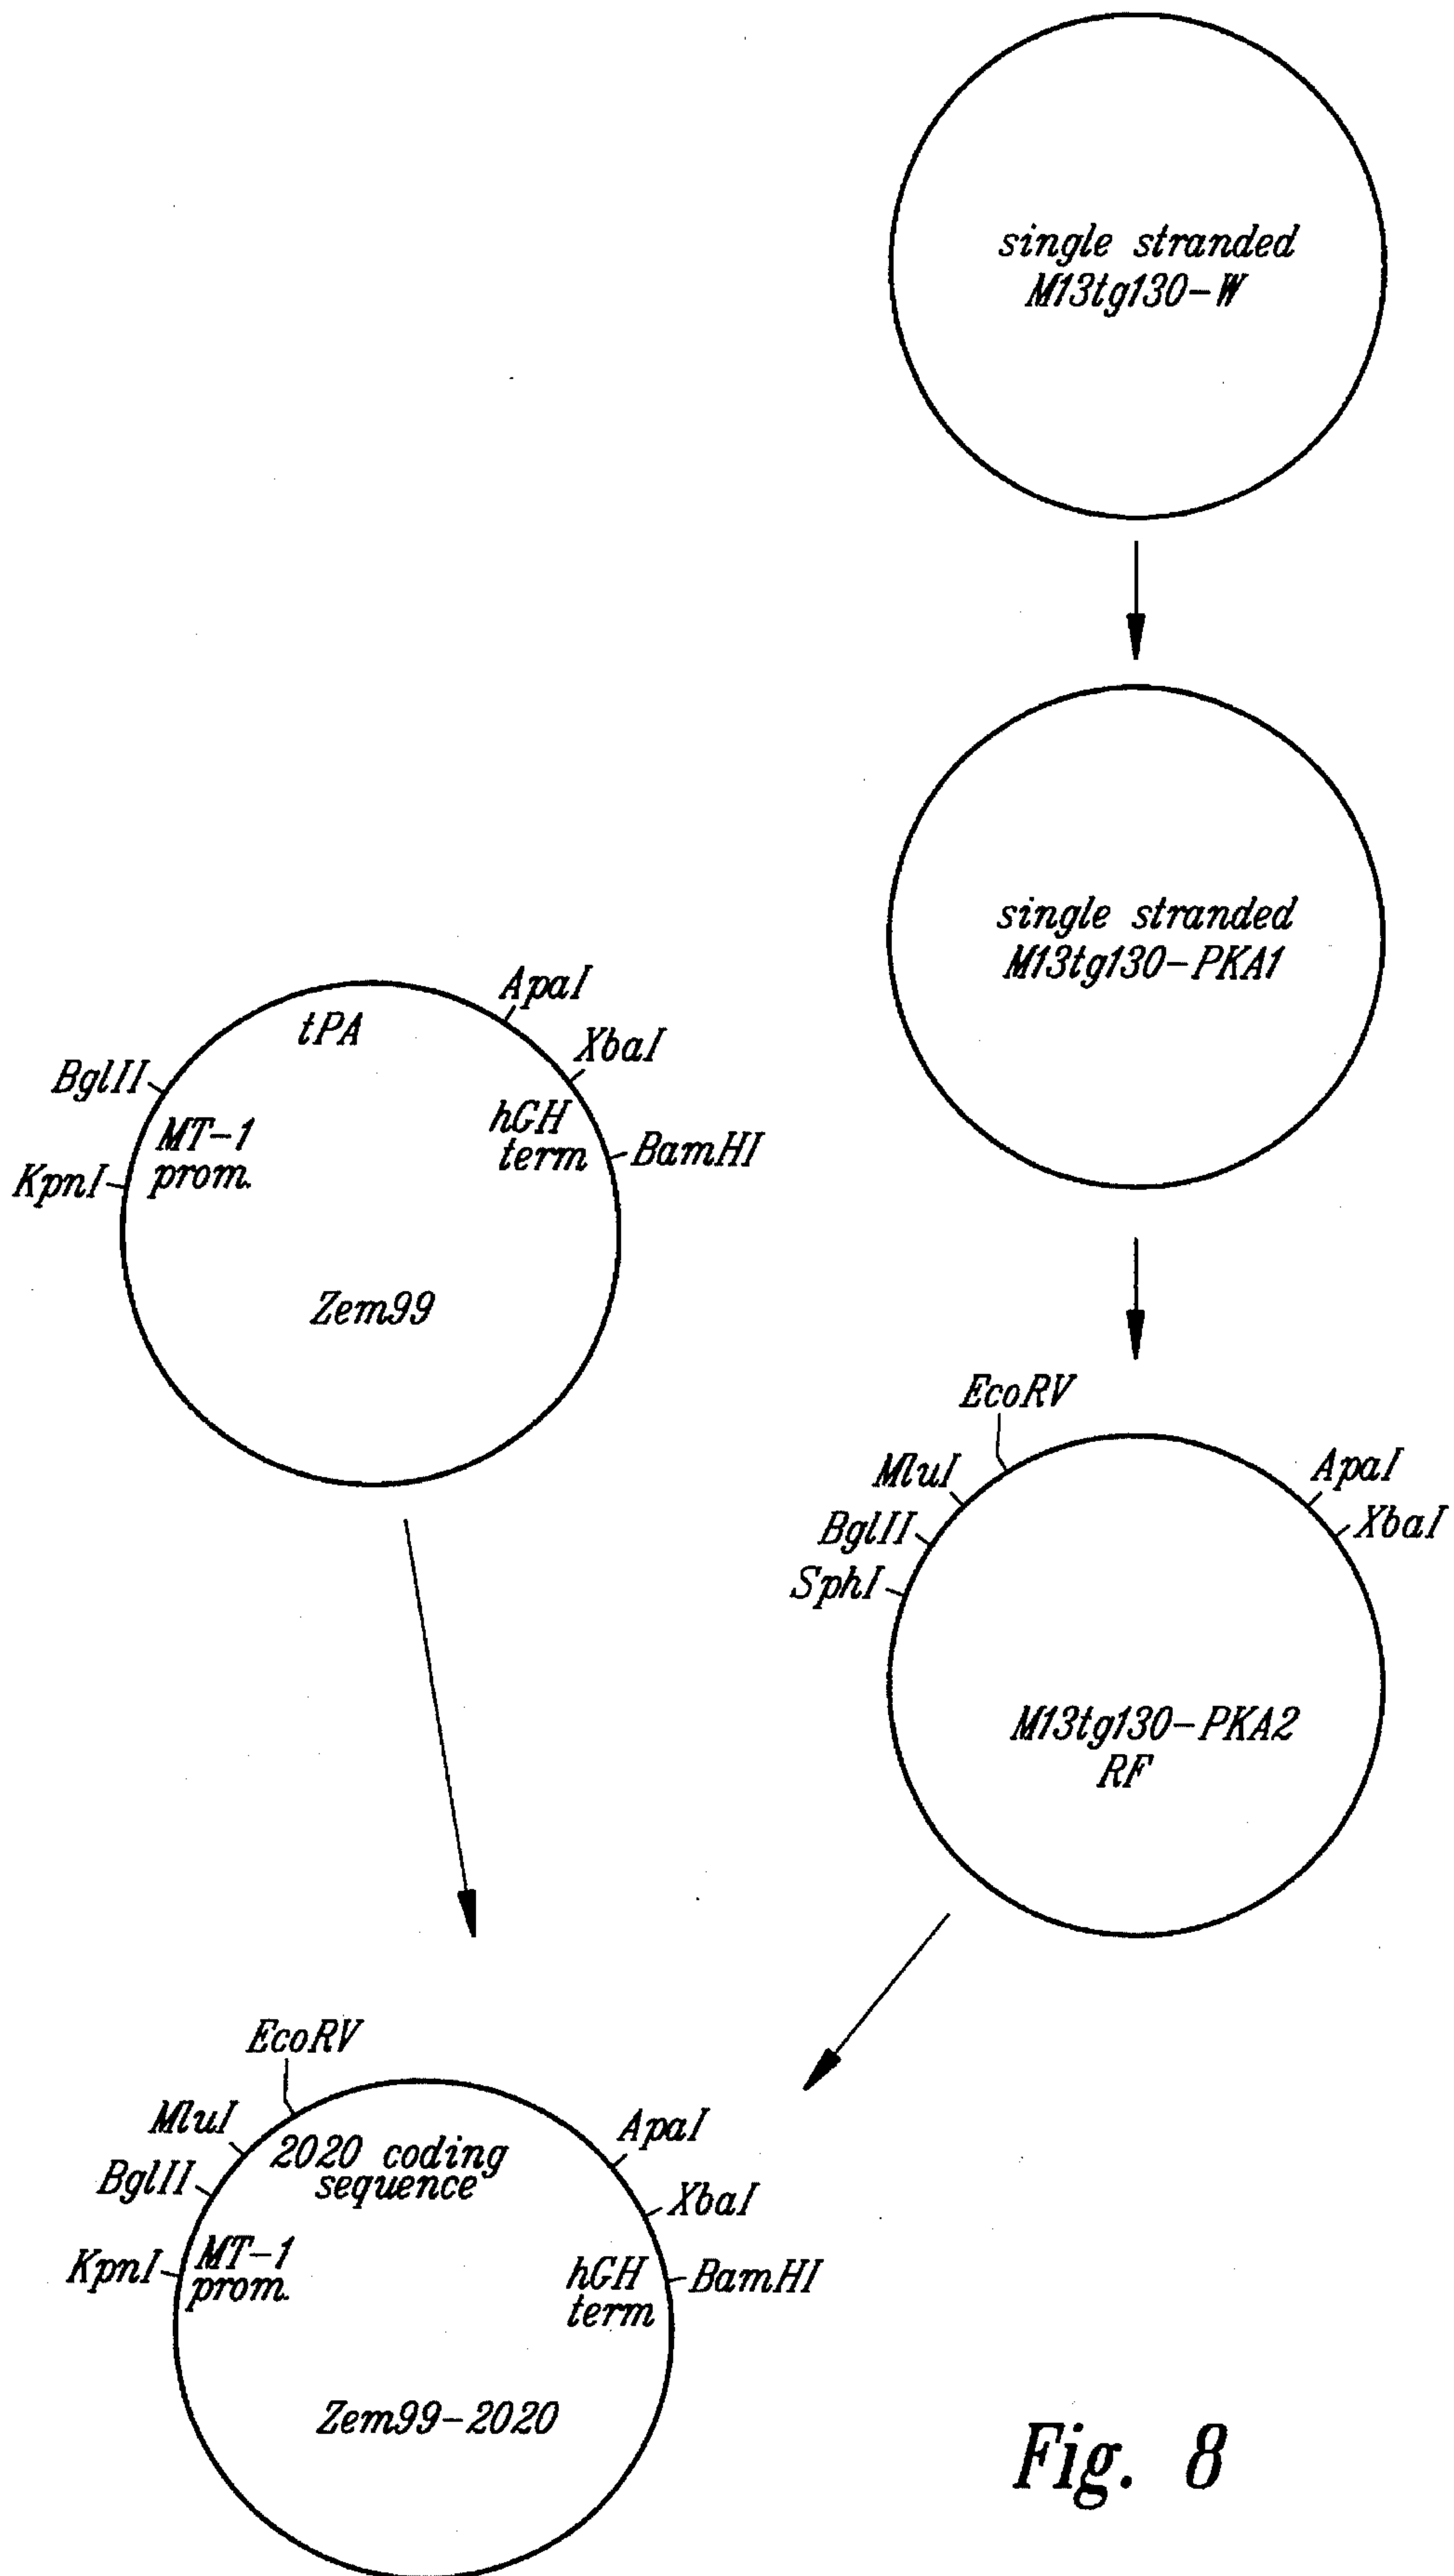 single stranded
M13tg130-W
single stranded
M13tg130-PKA1
ApaI
tPA
XbaI
BglII
hGH
term
MT-1
prom.
BamHI
KpnI
Zem99
EcoRV
MluI
ApaI
BglII
XbaI
SphI
M13tg130-PKA2
RF
EcoRV
MluI
ApaI
2020 coding
sequence
BglII
XbaI
KpnI
MT-1
prom.
hGH
term
BamHI
Zem99-2020
Fig. 8